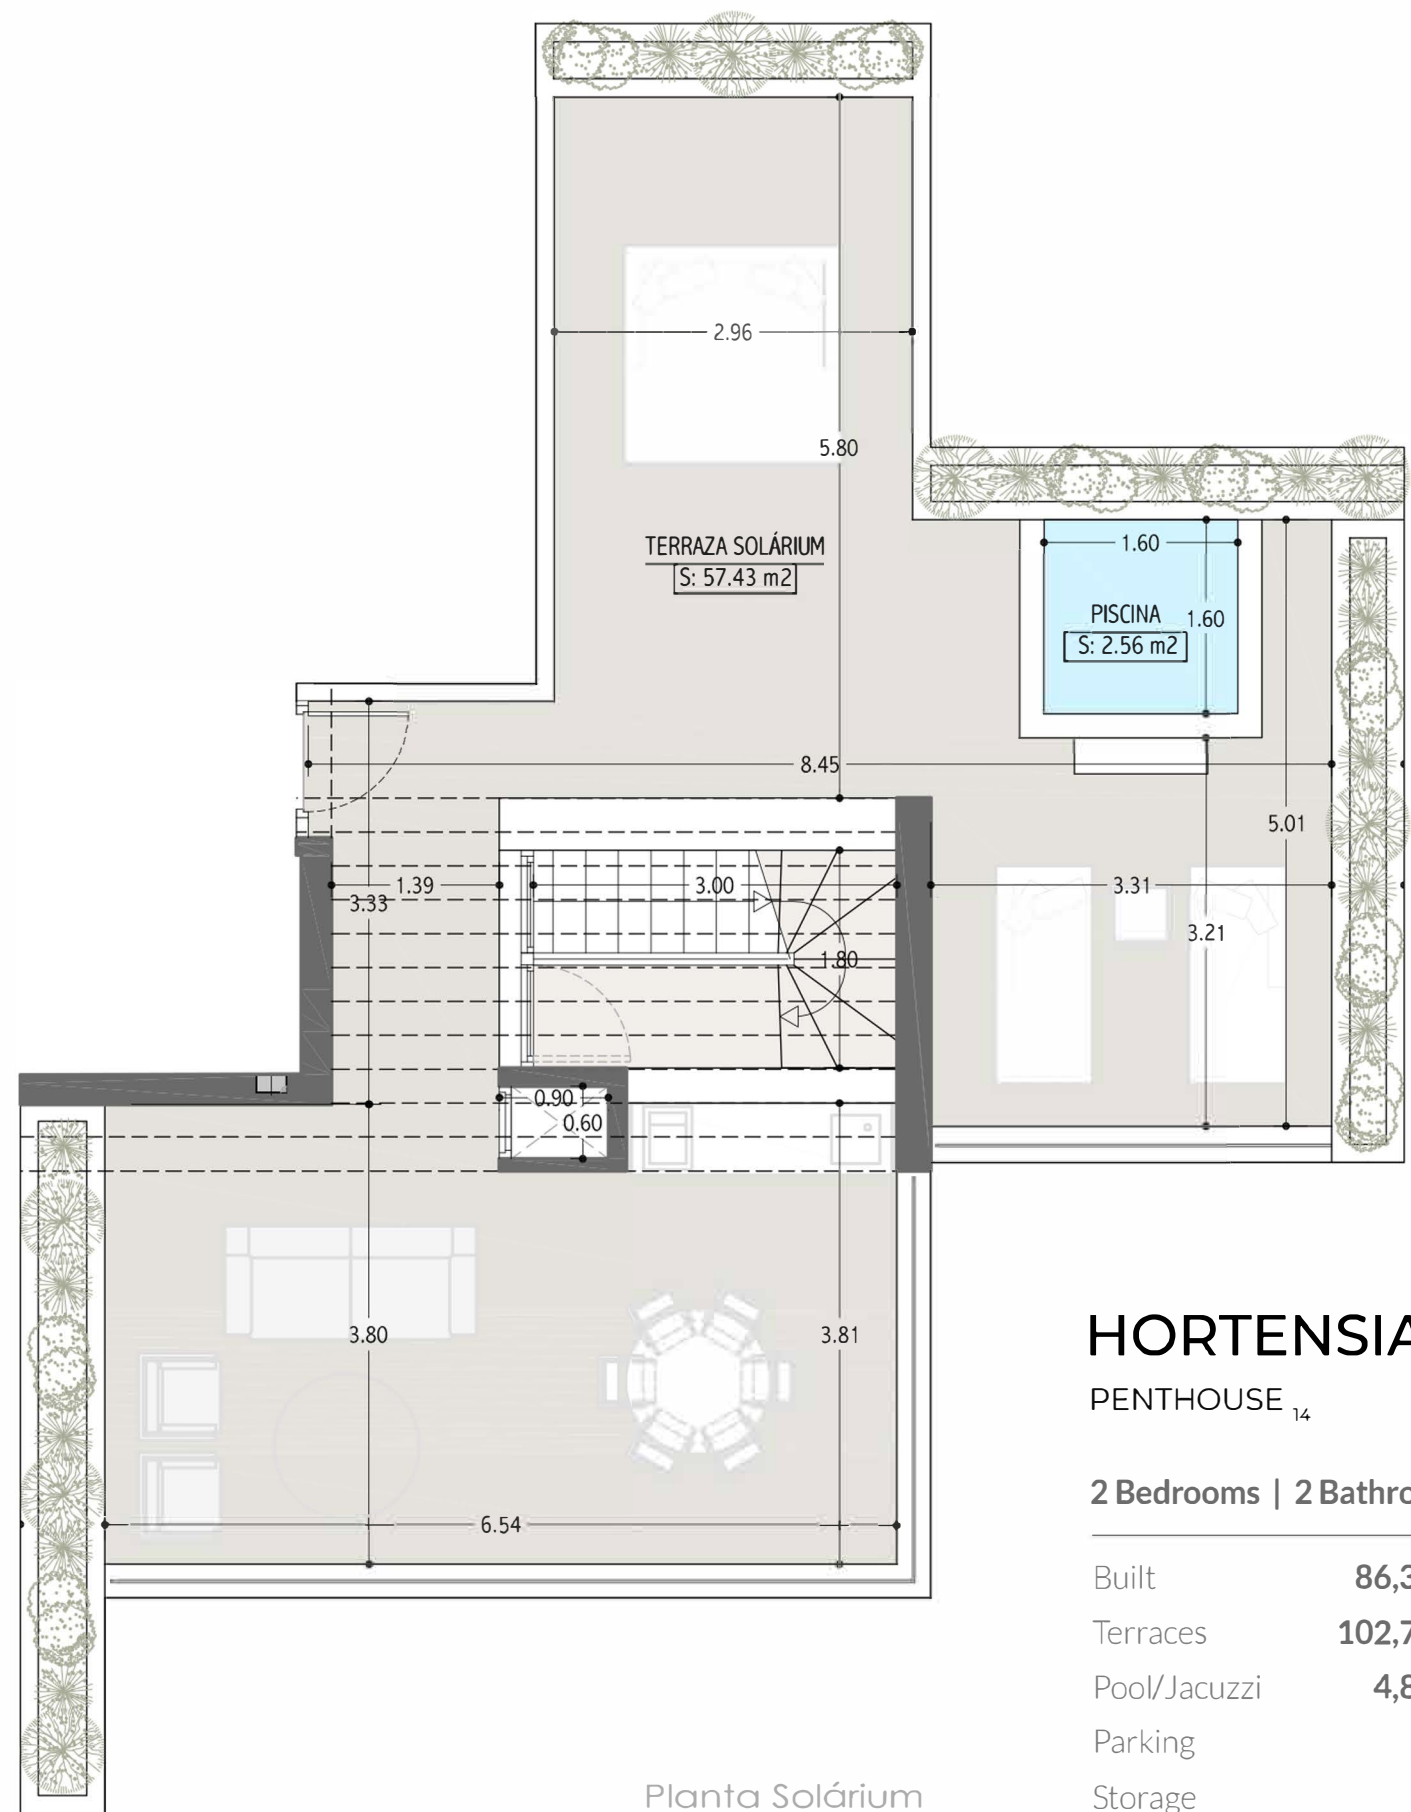 2.96
5.80
TERRAZA SOLÁRIUM
S: 57.43 m2
1.60
PISCINA
1.60
S: 2.56 m2
8.45
5.01
1.39
3.00
3.31
3.33
3.21
1.80
0.90
0.60
3.80
3.81
6.54
HORTENSIA
PENTHOUSE 14
2 Bedrooms | 2 Bathro
Built 86,3
Terraces 102,7
Pool/Jacuzzi 4,8
Parking
Storage
Planta Solárium